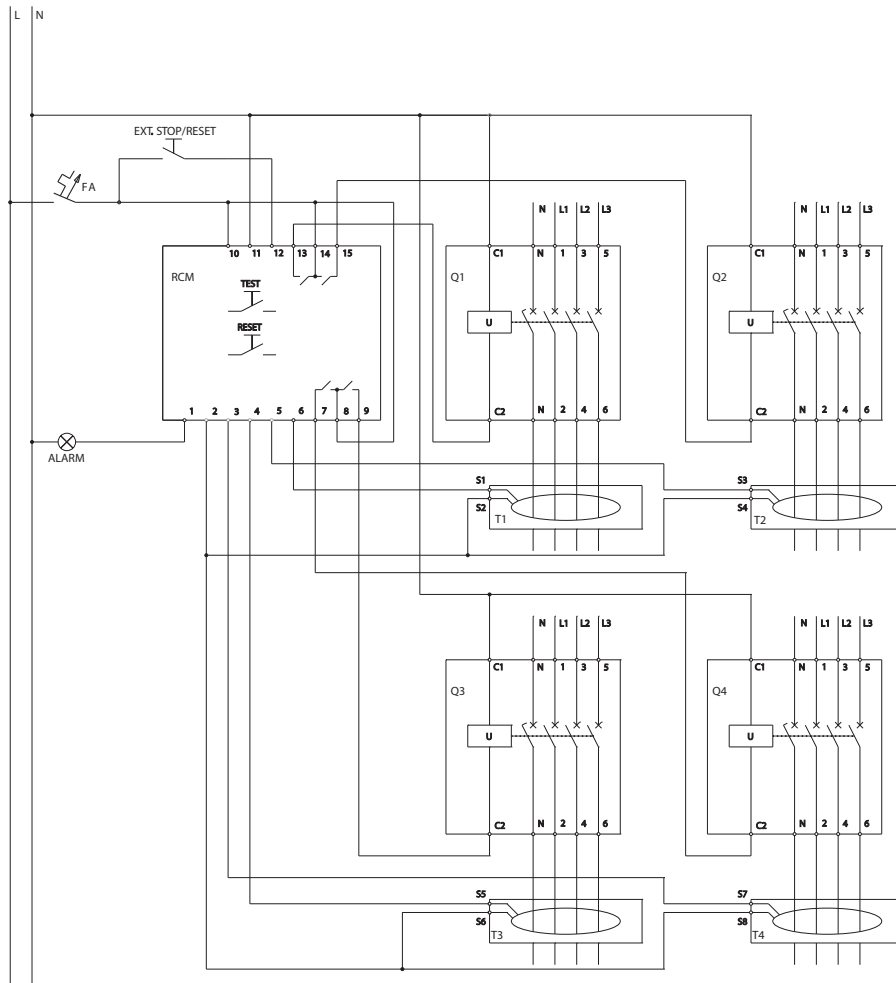 L N
EXT. STOP/RESET
FA
N L1 L2 L3
N L1 L2 L3
10 11 12 13 14 15
C1 N 1 3 5
C1 N 1 3 5
RCM
Q1
Q2
TEST
RESET
U
U
1 2 3 4 5 6 7 8 9
C2 N 2 4 6
C2 N 2 4 6
ALARM
S1
S2
T1
S3
S4
T2
N L1 L2 L3
N L1 L2 L3
C1 N 1 3 5
C1 N 1 3 5
Q3
Q4
U
U
C2 N 2 4 6
C2 N 2 4 6
S5
S6
T3
S7
S8
T4